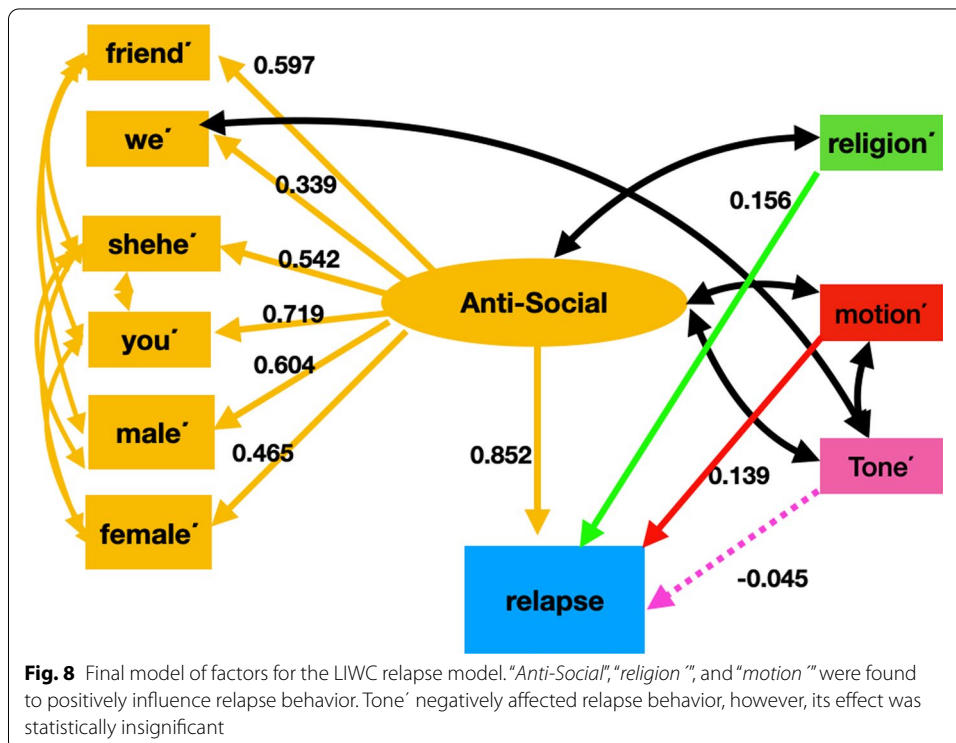 friend´
0.597
we´
religion´
0.339
0.156
shehe´
0.542
Anti-Social
motion´
0.719
you´
0.604
male´
0.465
0.852
0.139
Tone´
female´
-0.045
relapse
Fig. 8 Final model of factors for the LIWC relapse model. “Anti-Social”, “religion ´”, and “motion ´” were found
to positively influence relapse behavior. Tone´ negatively affected relapse behavior, however, its effect was
statistically insignificant